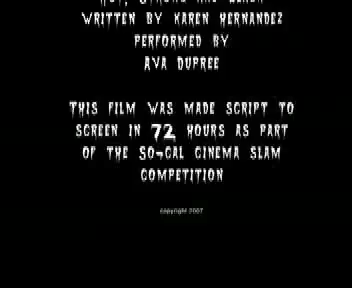 WRITTEN BY KAREN HERNANDEZ
PERFORMED BY
AVA DUPREE
THIS FILM WAS MADE SCRIPT TO
SCREEN IN 72 HOURS AS PART
OF THE SO-CAL CINEMA SLAM
COMPETITION
copyright 2007